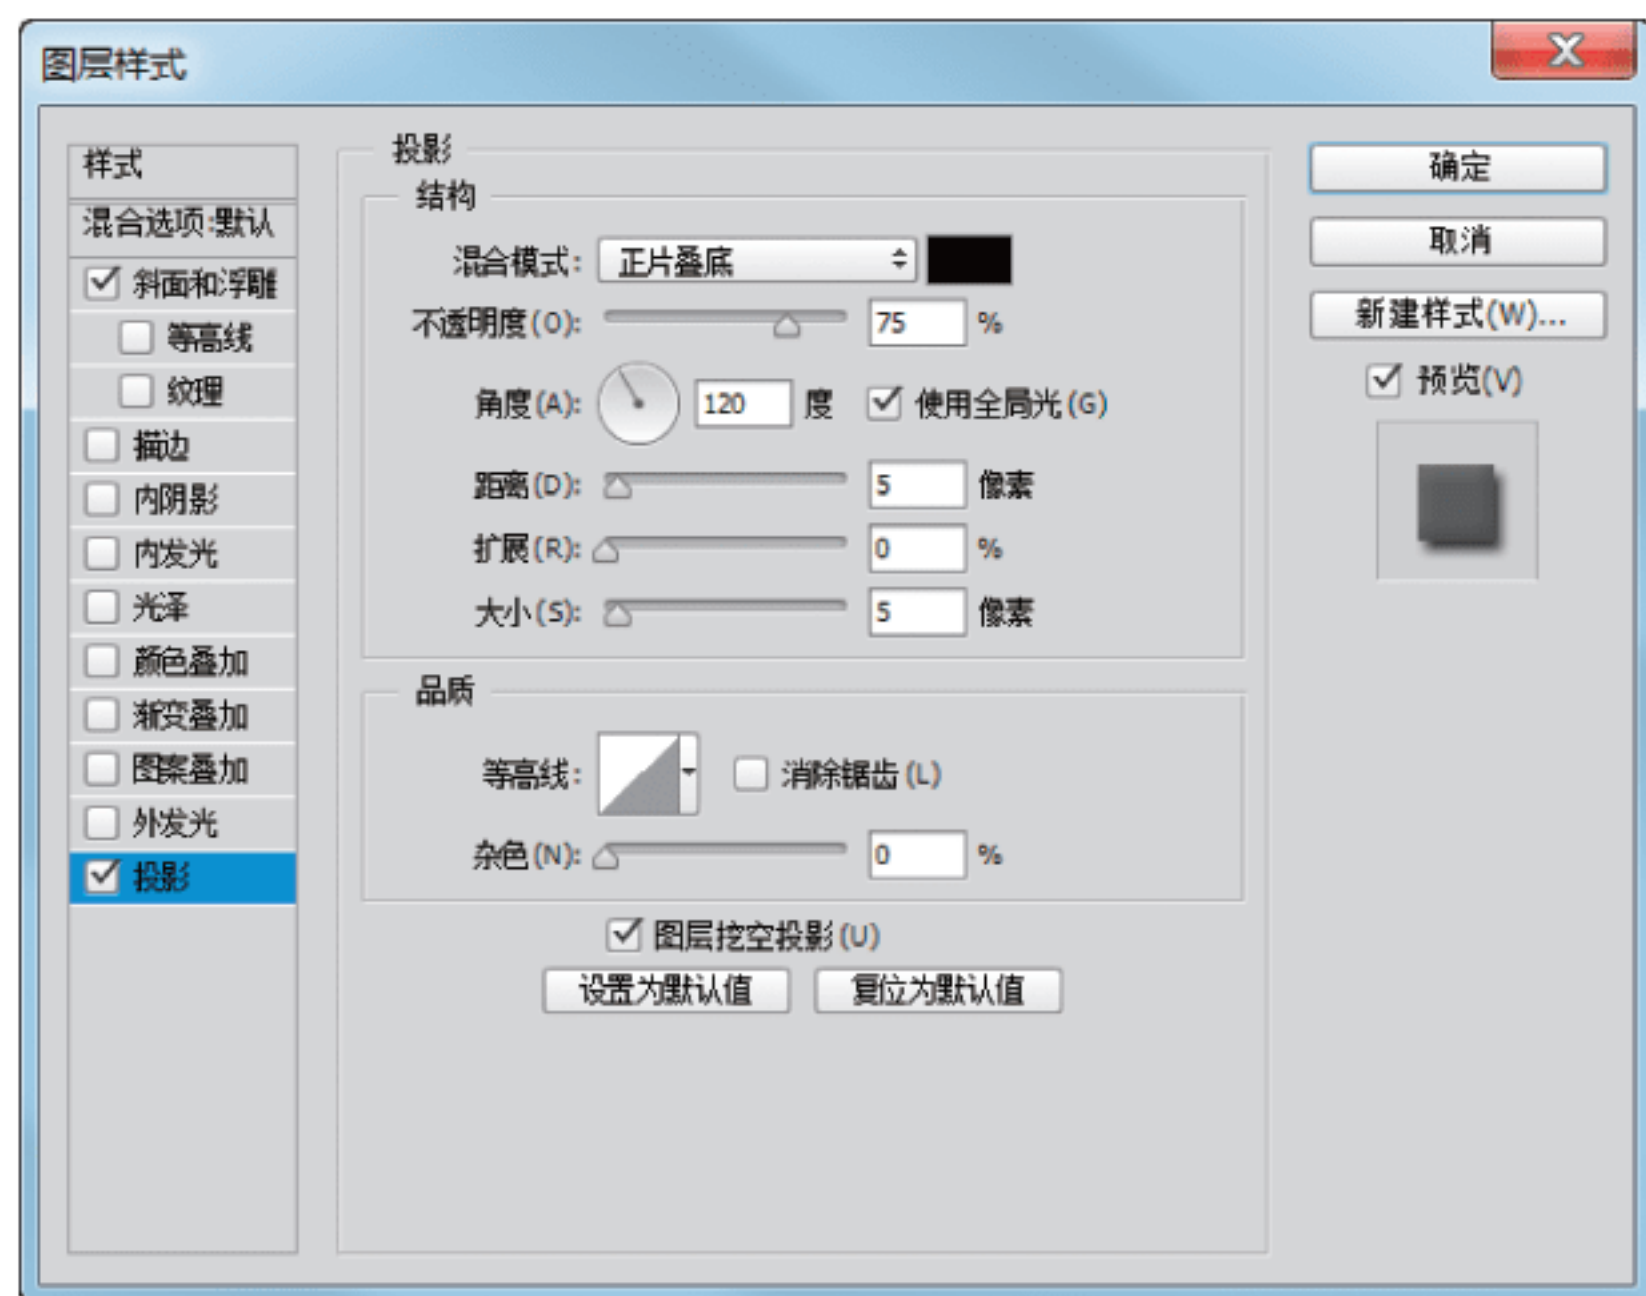 图层样式
样式
混合选项:默认
斜面和浮雕
等高线
纹理
描边
内阴影
内发光
光泽
颜色叠加
渐变叠加
图案叠加
外发光
投影
投影
结构
混合模式: 正片叠底
不透明度(O): 75 %
角度(A): 120 度 使用全局光(G)
距离(D): 5 像素
扩展(R): 0 %
大小(S): 5 像素
品质
等高线: 消除锯齿(L)
杂色(N): 0 %
图层挖空投影(U)
设置为默认值 复位为默认值
确定
取消
新建样式(W)...
预览(V)